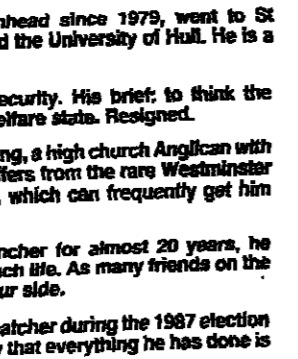 nhead since 1979, went to St
d the University of Hull. He is a
ecurity. His brief: to think the
elfare state. Resigned.
ng, a high church Anglican with
ffers from the rare Westminster
, which can frequently get him
ncher for almost 20 years, he
ch life. As many friends on the
ur side.
atcher during the 1987 election
y that everything he has done is